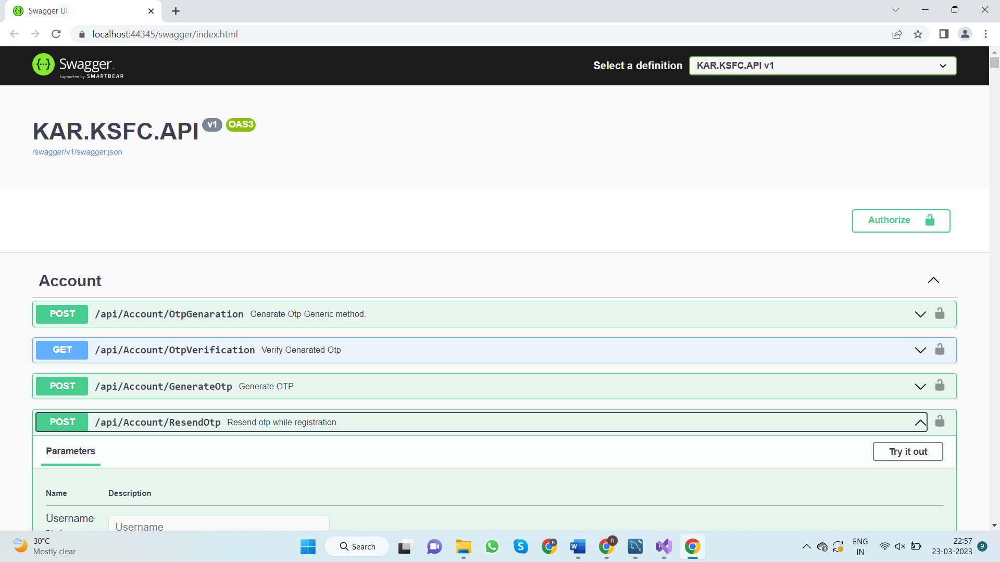 Swagger UI
localhost:44345/swagger/index.html
Swagger
Supported by SMARTBEAR
Select a definition
KAR.KSFC.API v1
KAR.KSFC.API v1 OAS3
/swagger/v1/swagger.json
Authorize
Account
POST /api/Account/OtpGenaration Genarate Otp Generic method.
GET /api/Account/OtpVerification Verify Genarated Otp
POST /api/Account/GenerateOtp Generate OTP
POST /api/Account/ResendOtp Resend otp while registration.
Parameters
Try it out
Name Description
Username
Username
30°C
Mostly clear
Search
R
R
ENG
IN
22:57
23-03-2023
9